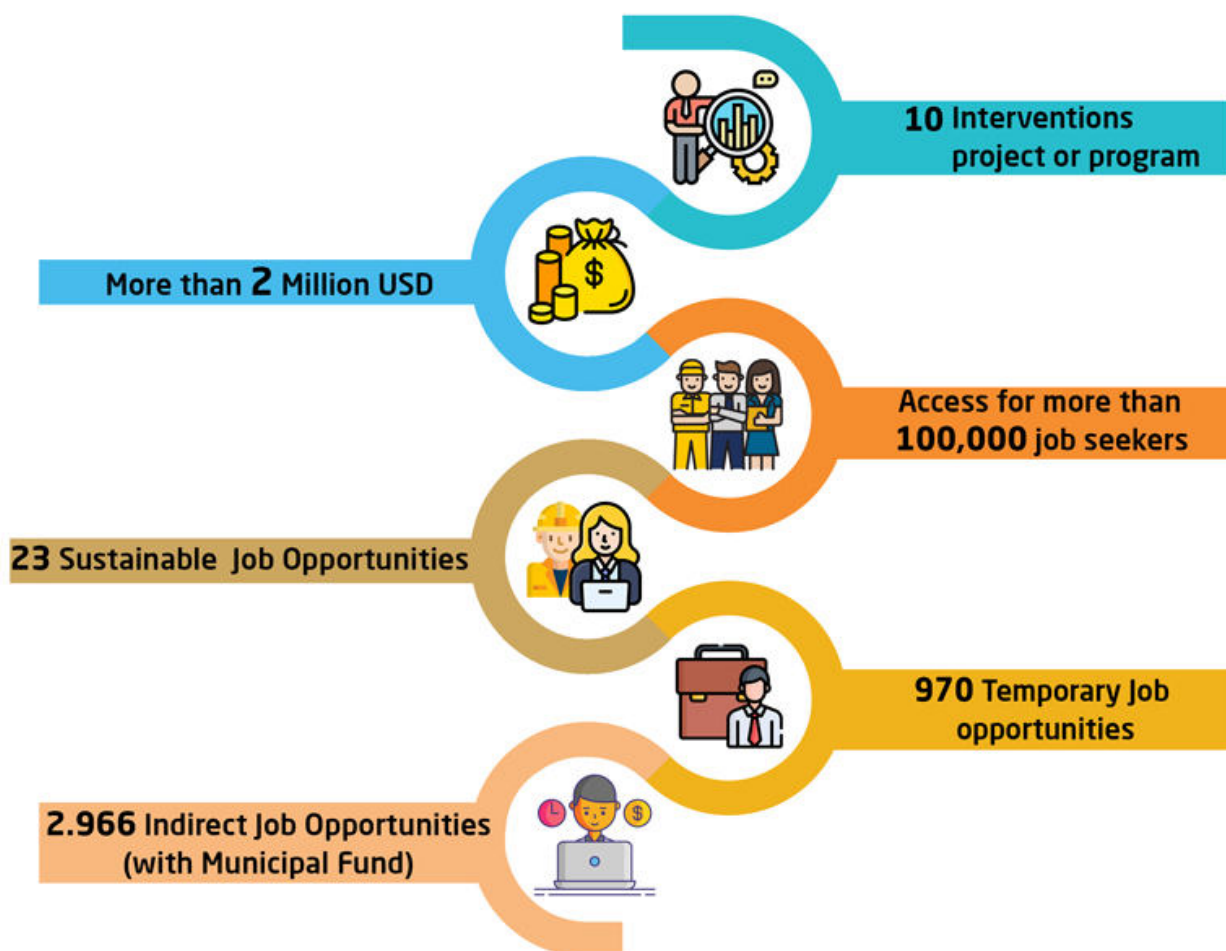 10 Interventions
project or program
More than 2 Million USD
Access for more than
100,000 job seekers
23 Sustainable Job Opportunities
970 Temporary Job
opportunities
2.966 Indirect Job Opportunities
(with Municipal Fund)